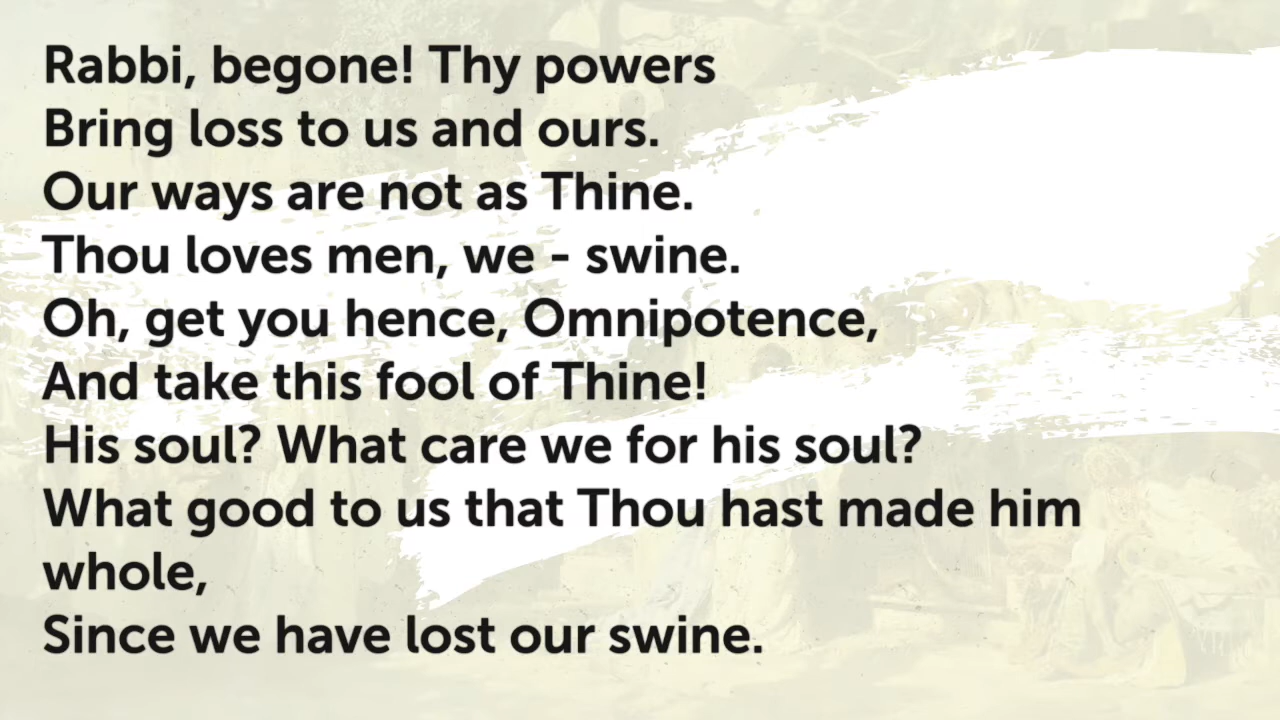 Rabbi, begone! Thy powers
Bring loss to us and ours.
Our ways are not as Thine.
Thou loves men, we - swine.
Oh, get you hence, Omnipotence,
And take this fool of Thine!
His soul? What care we for his soul?
What good to us that Thou hast made him
whole,
Since we have lost our swine.